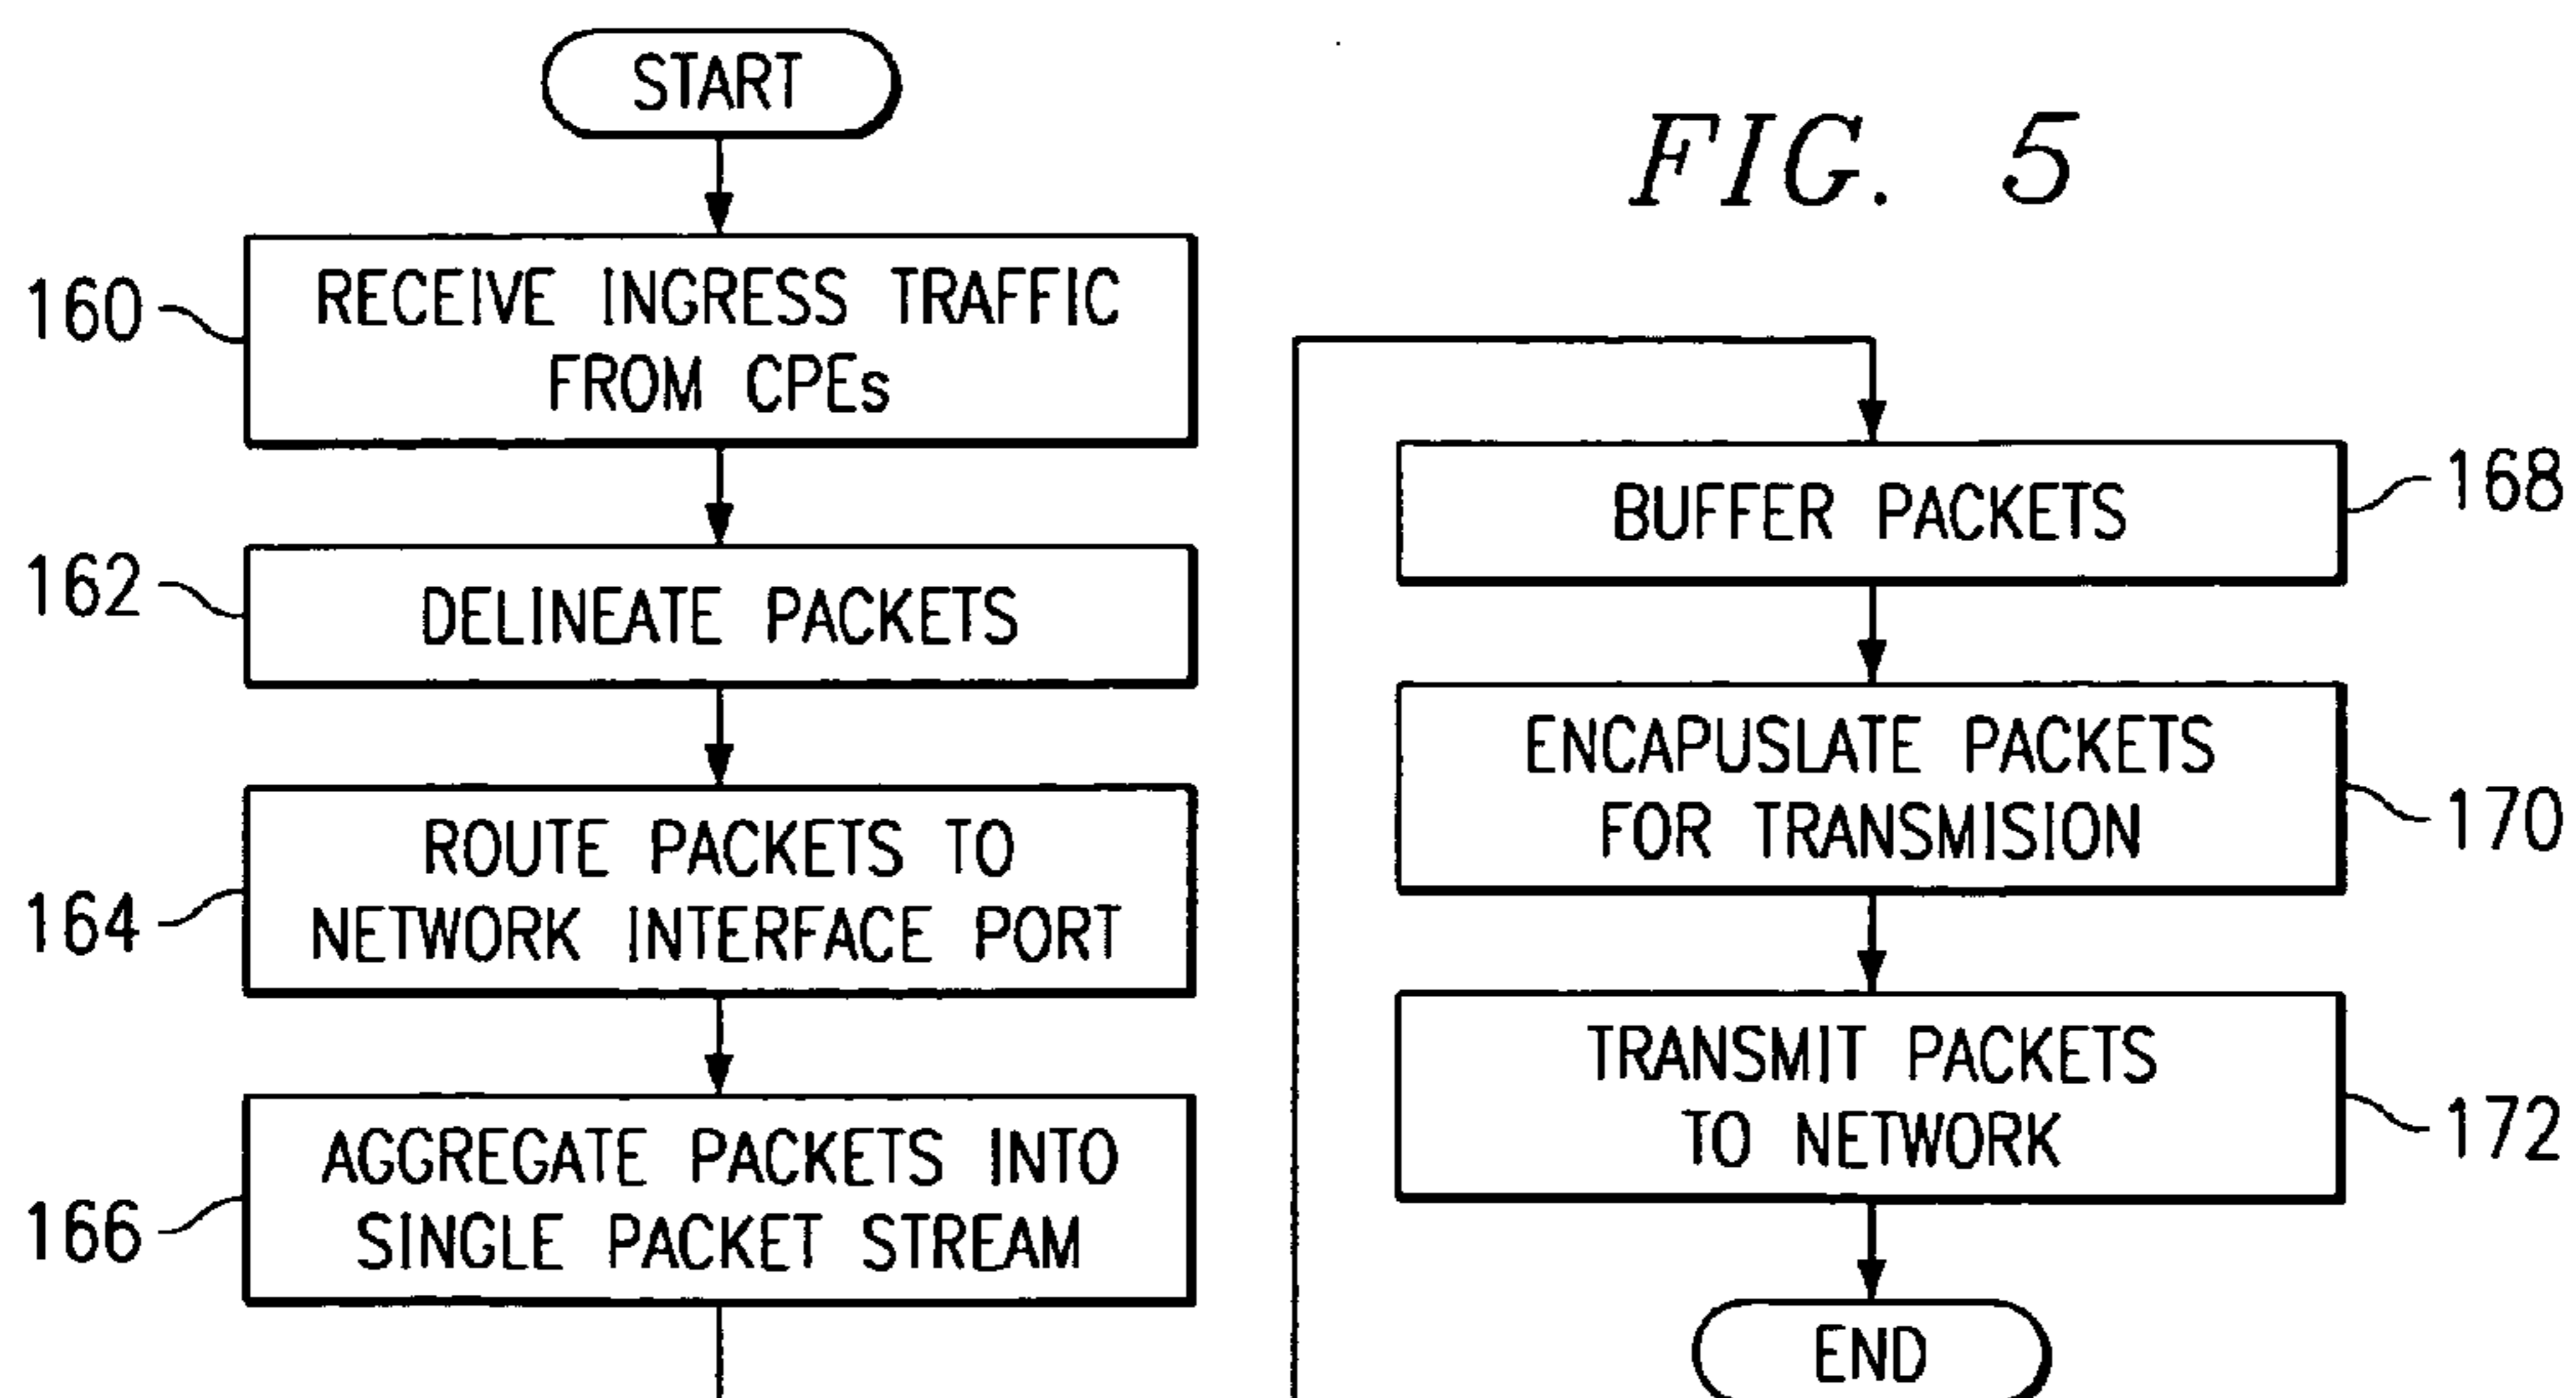 FIG. 5
START
160
RECEIVE INGRESS TRAFFIC
FROM CPEs
162
DELINEATE PACKETS
164
ROUTE PACKETS TO
NETWORK INTERFACE PORT
166
AGGREGATE PACKETS INTO
SINGLE PACKET STREAM
BUFFER PACKETS
168
ENCAPUSLATE PACKETS
FOR TRANSMISION
170
TRANSMIT PACKETS
TO NETWORK
172
END